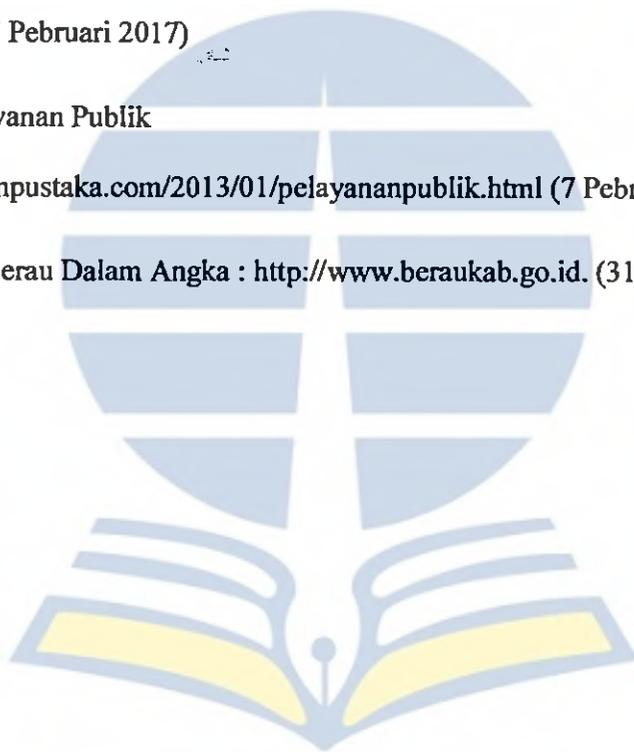 Pebruari 2017)
yanan Publik
npustaka.com/2013/01/pelayananpublik.html (7 Pebr
erau Dalam Angka : http://www.beraukab.go.id. (31